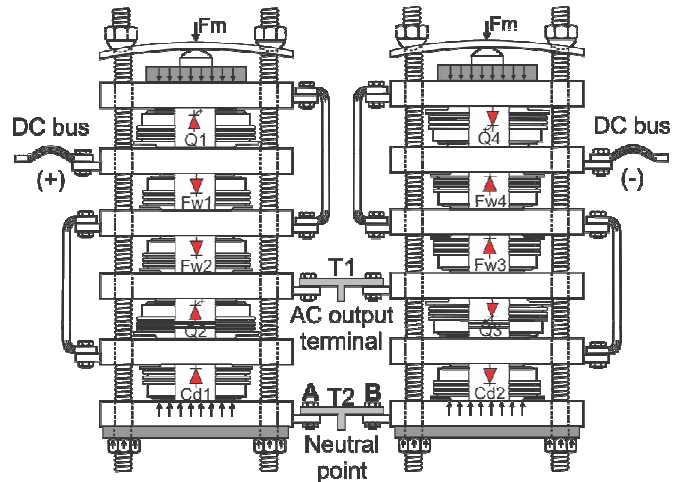 Fm
Fm
Q1
Q4
DC bus
(+)
DC bus
(-)
Fw1
Fw4
Fw2
Fw3
T1
AC output
terminal
Q2
Q3
Cd1
Cd2
A T2 B
Neutral
point